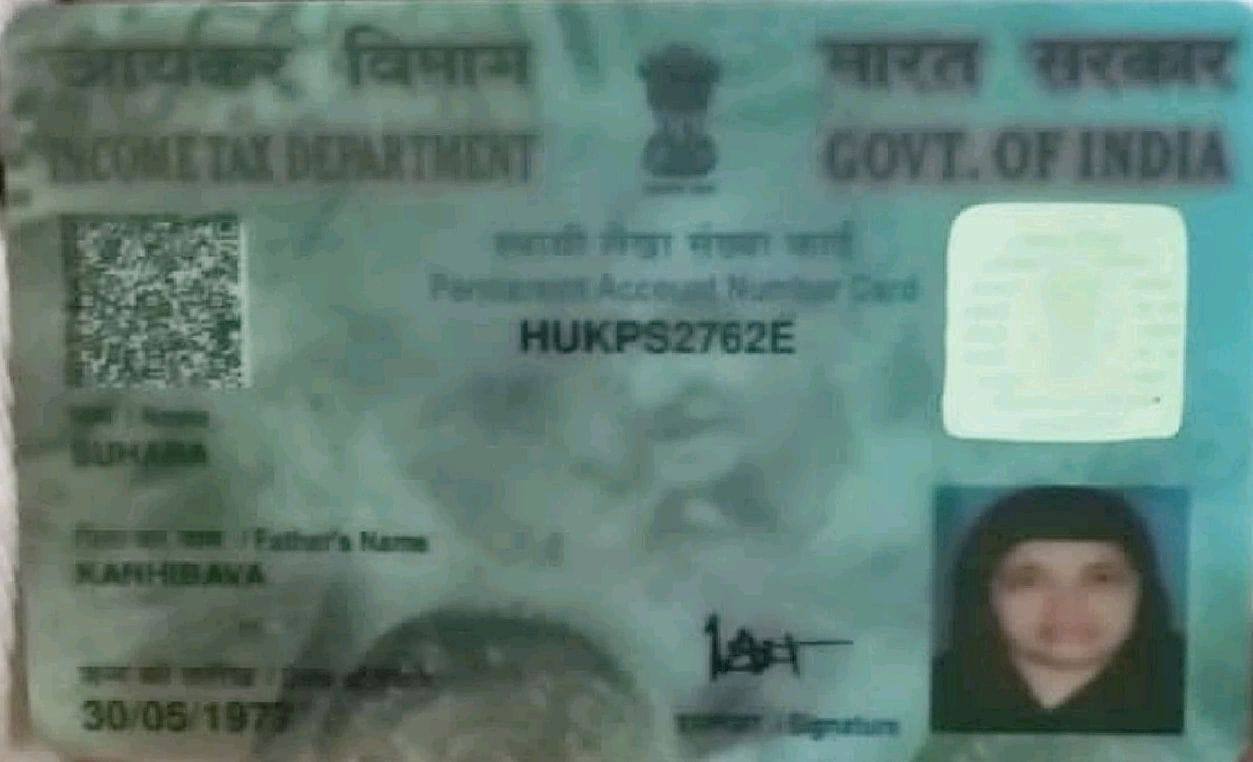 आयकर विभाग
INCOME TAX DEPARTMENT
भारत सरकार
GOVT. OF INDIA
स्थायी लेखा संख्या कार्ड
Permanent Account Number Card
HUKPS2762E
नाम / Name
SUHARA
पिता का नाम / Father's Name
KANHIBAVA
जन्म की तारीख / Date of Birth
30/05/197
हस्ताक्षर / Signature